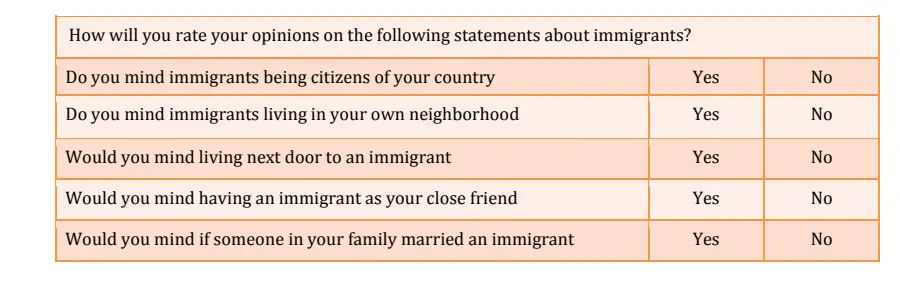 How will you rate your opinions on the following statements about immigrants?
Do you mind immigrants being citizens of your country Yes No
Do you mind immigrants living in your own neighborhood Yes No
Would you mind living next door to an immigrant Yes No
Would you mind having an immigrant as your close friend Yes No
Would you mind if someone in your family married an immigrant Yes No